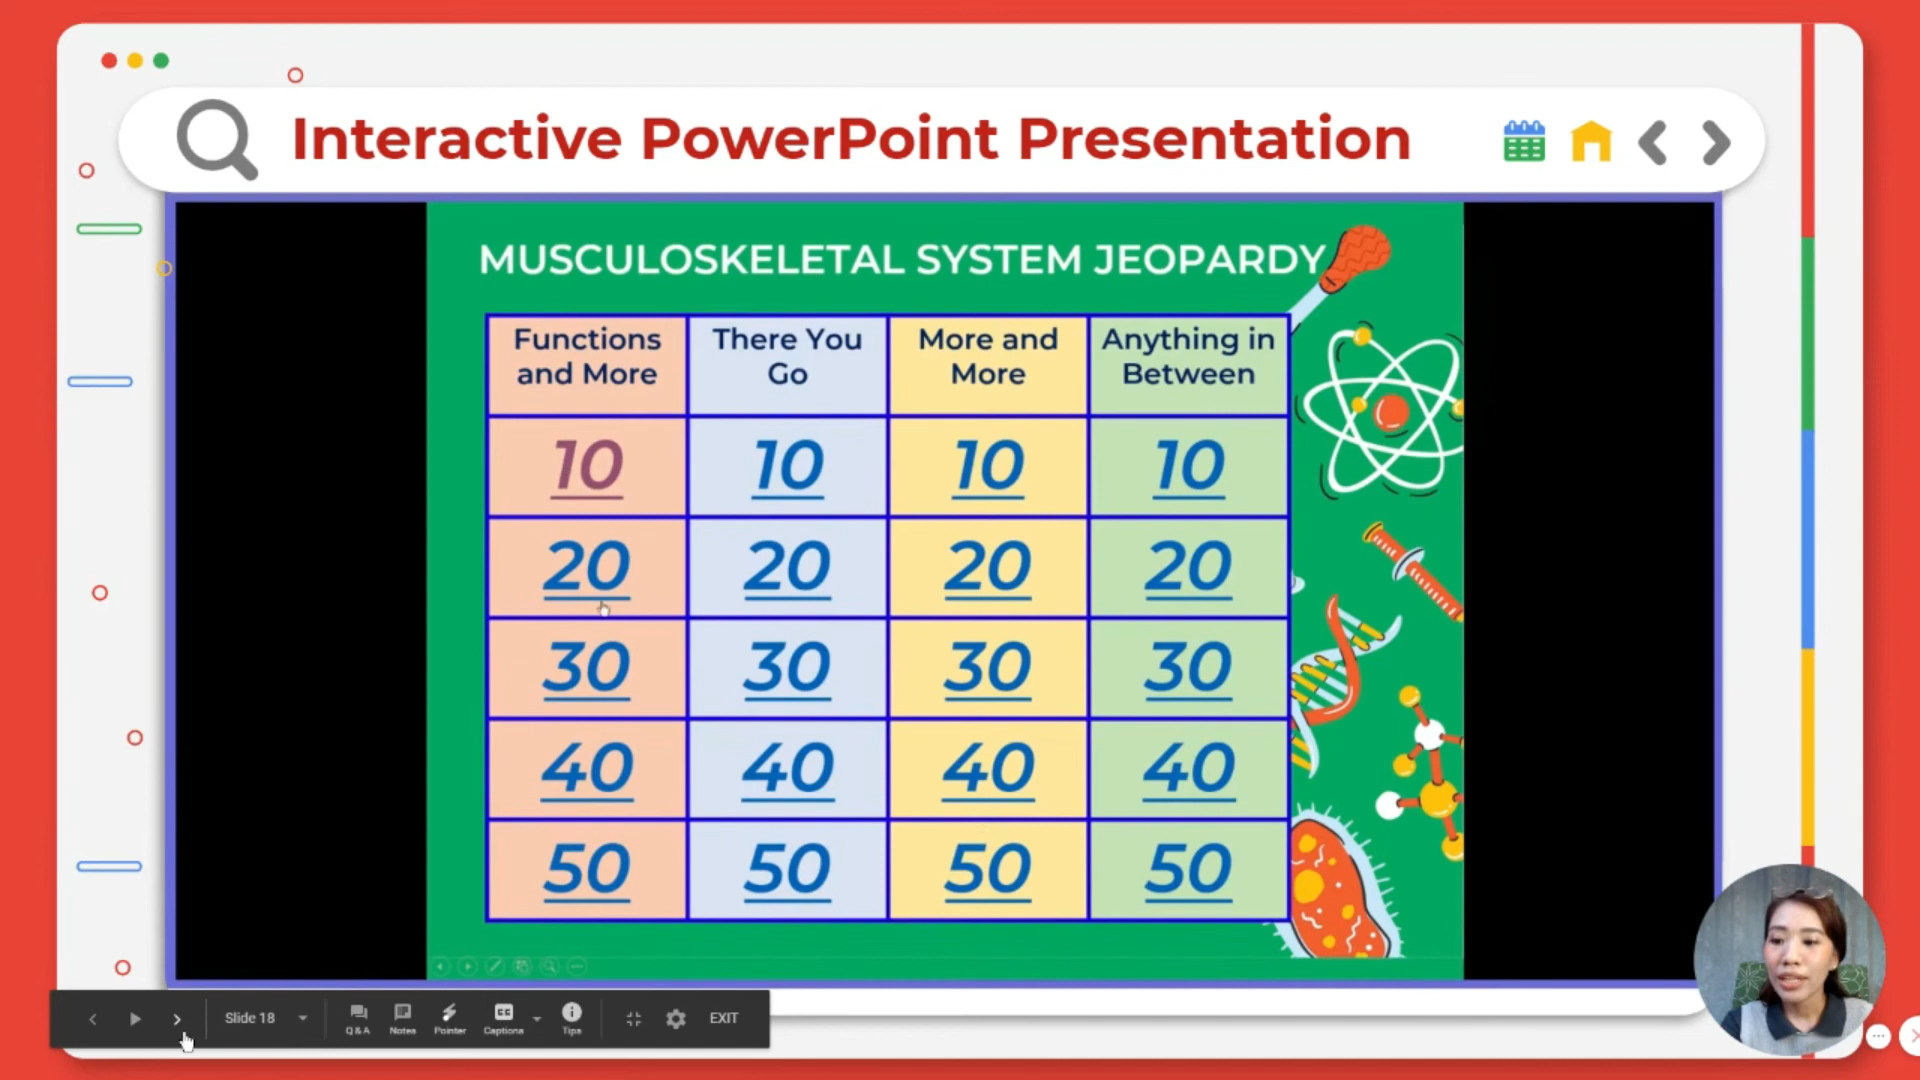 Interactive PowerPoint Presentation
MUSCULOSKELETAL SYSTEM JEOPARDY
Functions and More
There You Go
More and More
Anything in Between
10 10 10 10
20 20 20 20
30 30 30 30
40 40 40 40
50 50 50 50
Slide 18
Q&A
Notes
Pointer
CC
Captions
Tips
EXIT